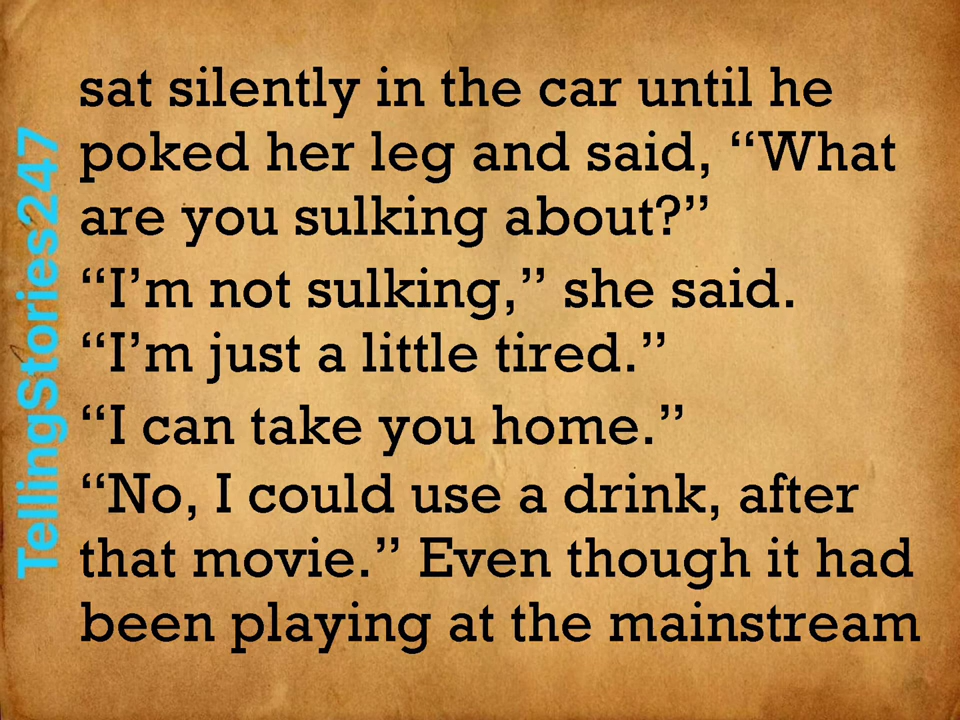 sat silently in the car until he
poked her leg and said, “What
are you sulking about?”
“I’m not sulking,” she said.
“I’m just a little tired.”
“I can take you home.”
“No, I could use a drink, after
that movie.” Even though it had
been playing at the mainstream
TellingStories247